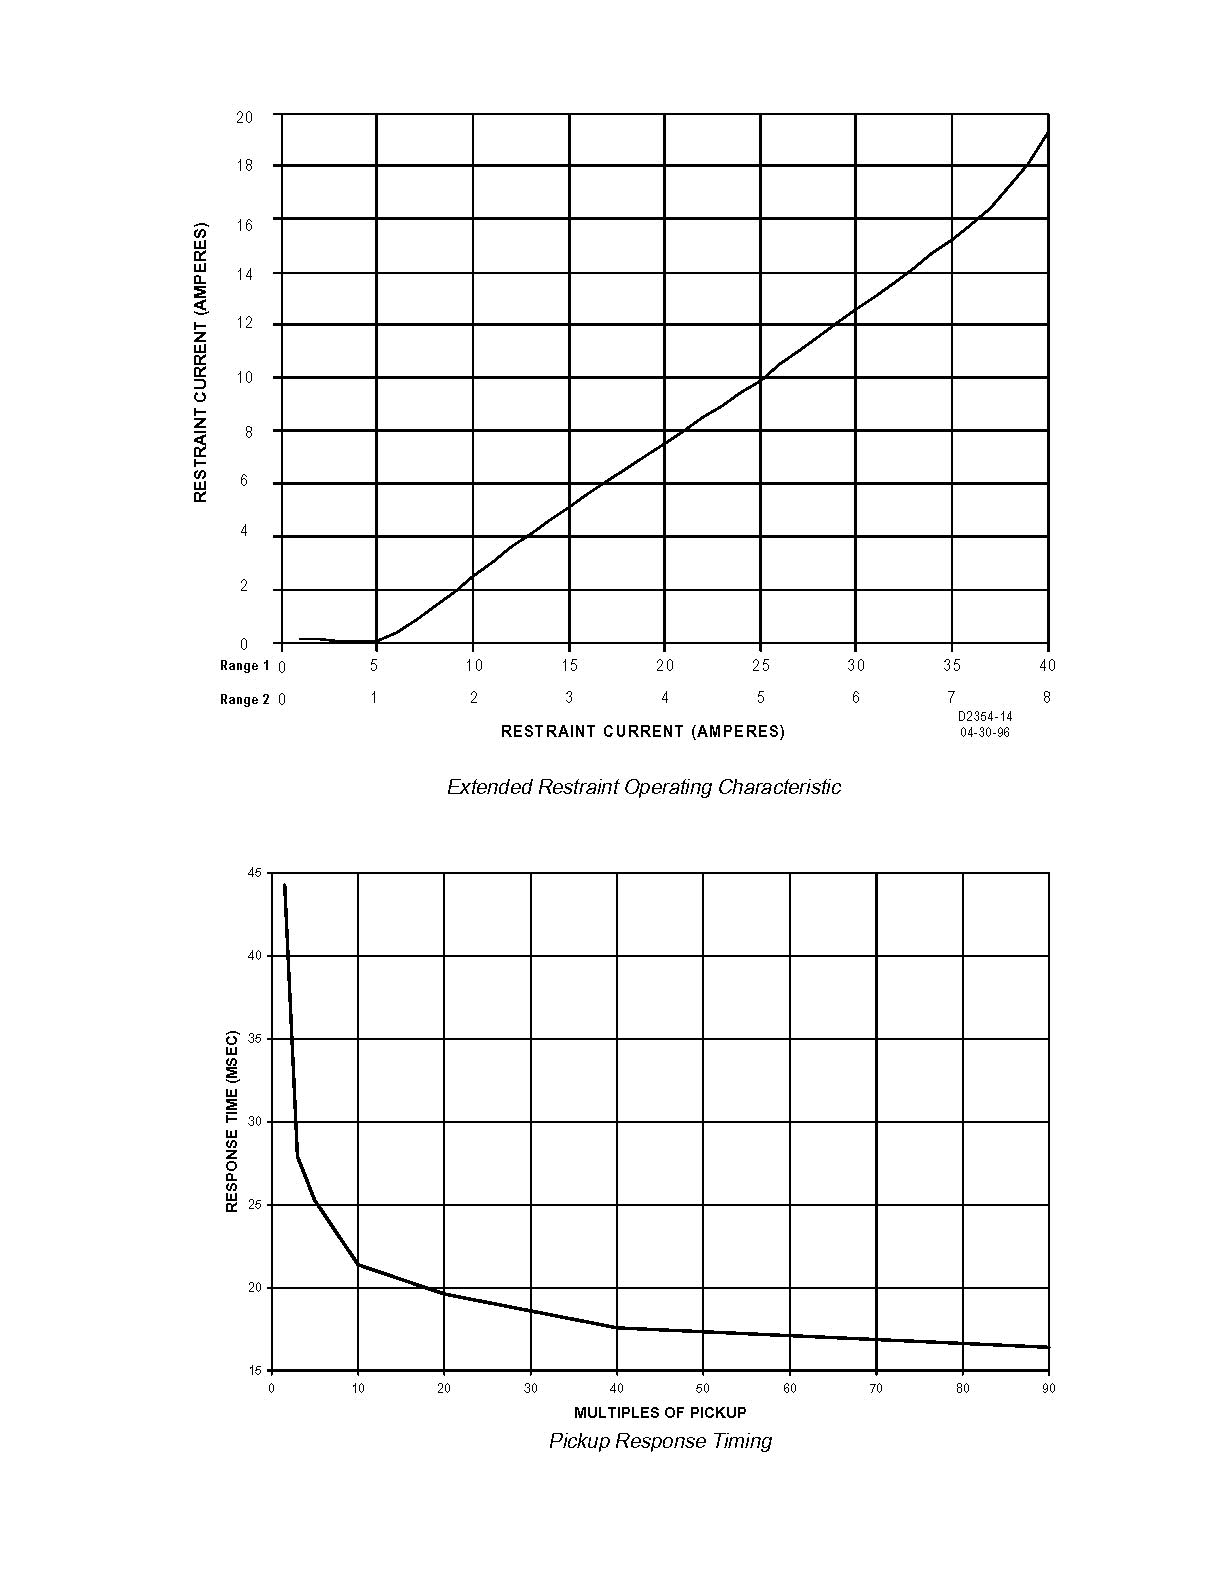 20
18
16
14
12
10
8
6
4
2
0
RESTRAINT CURRENT (AMPERES)
Range 1 0 5 10 15 20 25 30 35 40
Range 2 0 1 2 3 4 5 6 7 8
D2354-14
04-30-96
RESTRAINT CURRENT (AMPERES)
Extended Restraint Operating Characteristic
45
40
35
30
25
20
15
RESPONSE TIME (MSEC)
0 10 20 30 40 50 60 70 80 90
MULTIPLES OF PICKUP
Pickup Response Timing